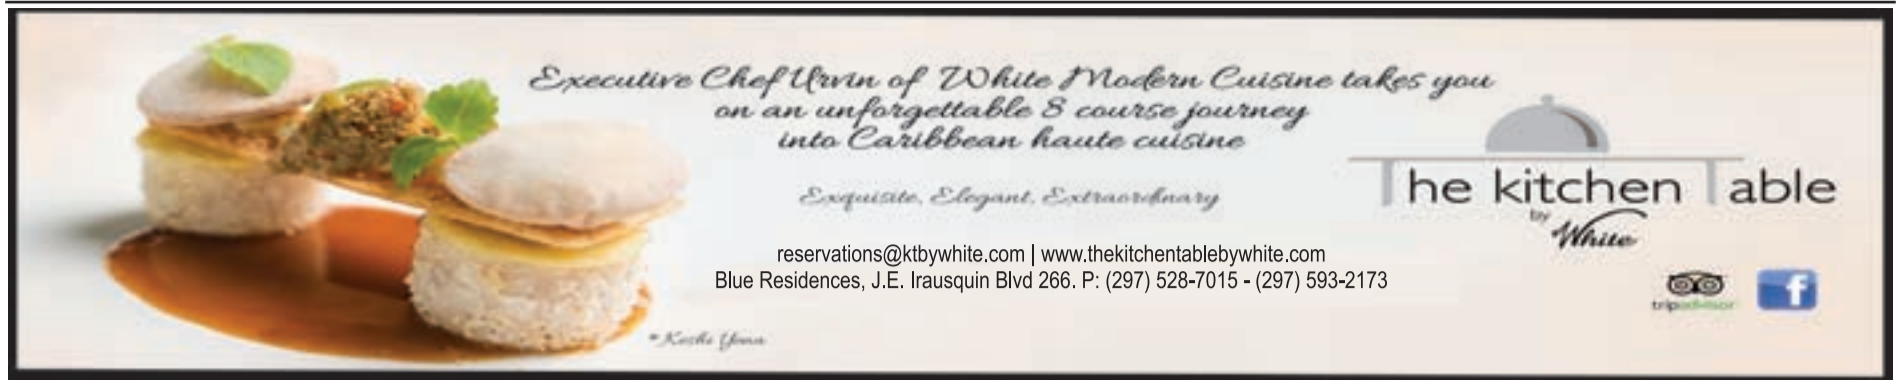 Executive Chef Urvin of White Modern Cuisine takes you
on an unforgettable 8 course journey
into Caribbean haute cuisine
Exquisite, Elegant, Extraordinary
reservations@ktbywhite.com | www.thekitchentablebywhite.com
Blue Residences, J.E. Irausquin Blvd 266. P: (297) 528-7015 - (297) 593-2173
* Keshi Yena
The kitchen Table
by
White
tripadvisor
f